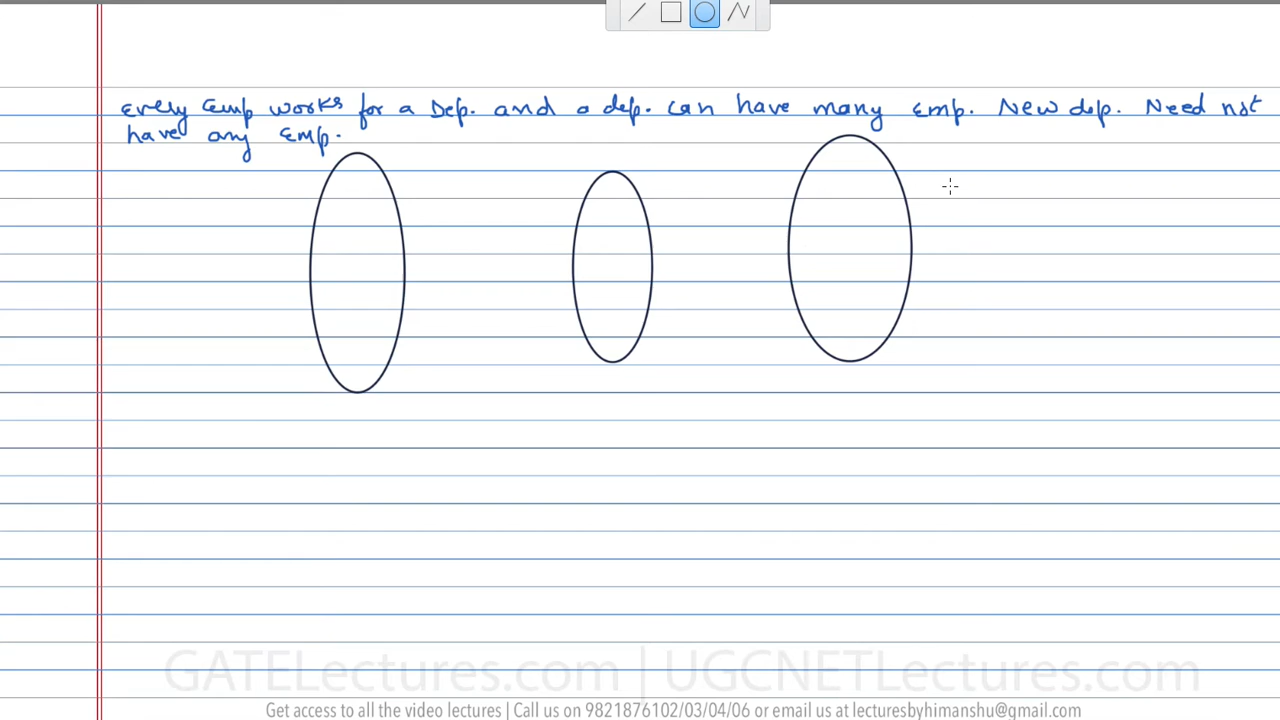 Every Emp works for a Dep. and a dep. can have many Emp. New dep. Need not
have any Emp.
GATELectures.com | UGCNETLectures.com
Get access to all the video lectures | Call us on 9821876102/03/04/06 or email us at lecturesbyhimanshu@gmail.com